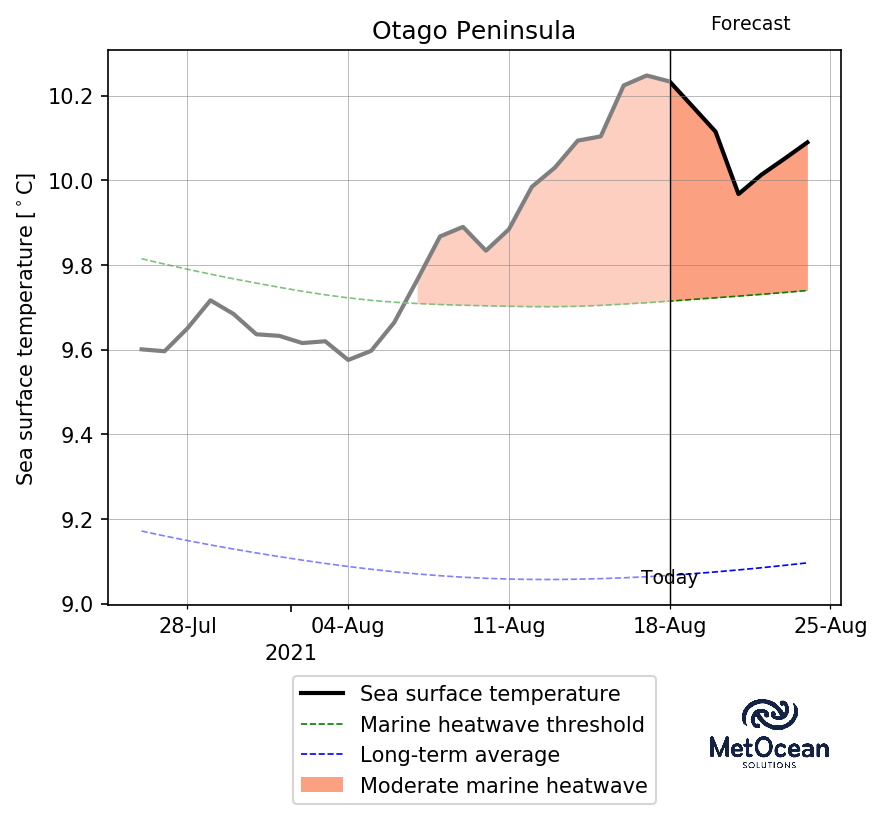 Forecast
Otago Peninsula
Sea surface temperature [°C]
10.2
10.0
9.8
9.6
9.4
9.2
9.0
Today
28-Jul 04-Aug 11-Aug 18-Aug 25-Aug
2021
Sea surface temperature
Marine heatwave threshold
Long-term average
Moderate marine heatwave
MetOcean
SOLUTIONS